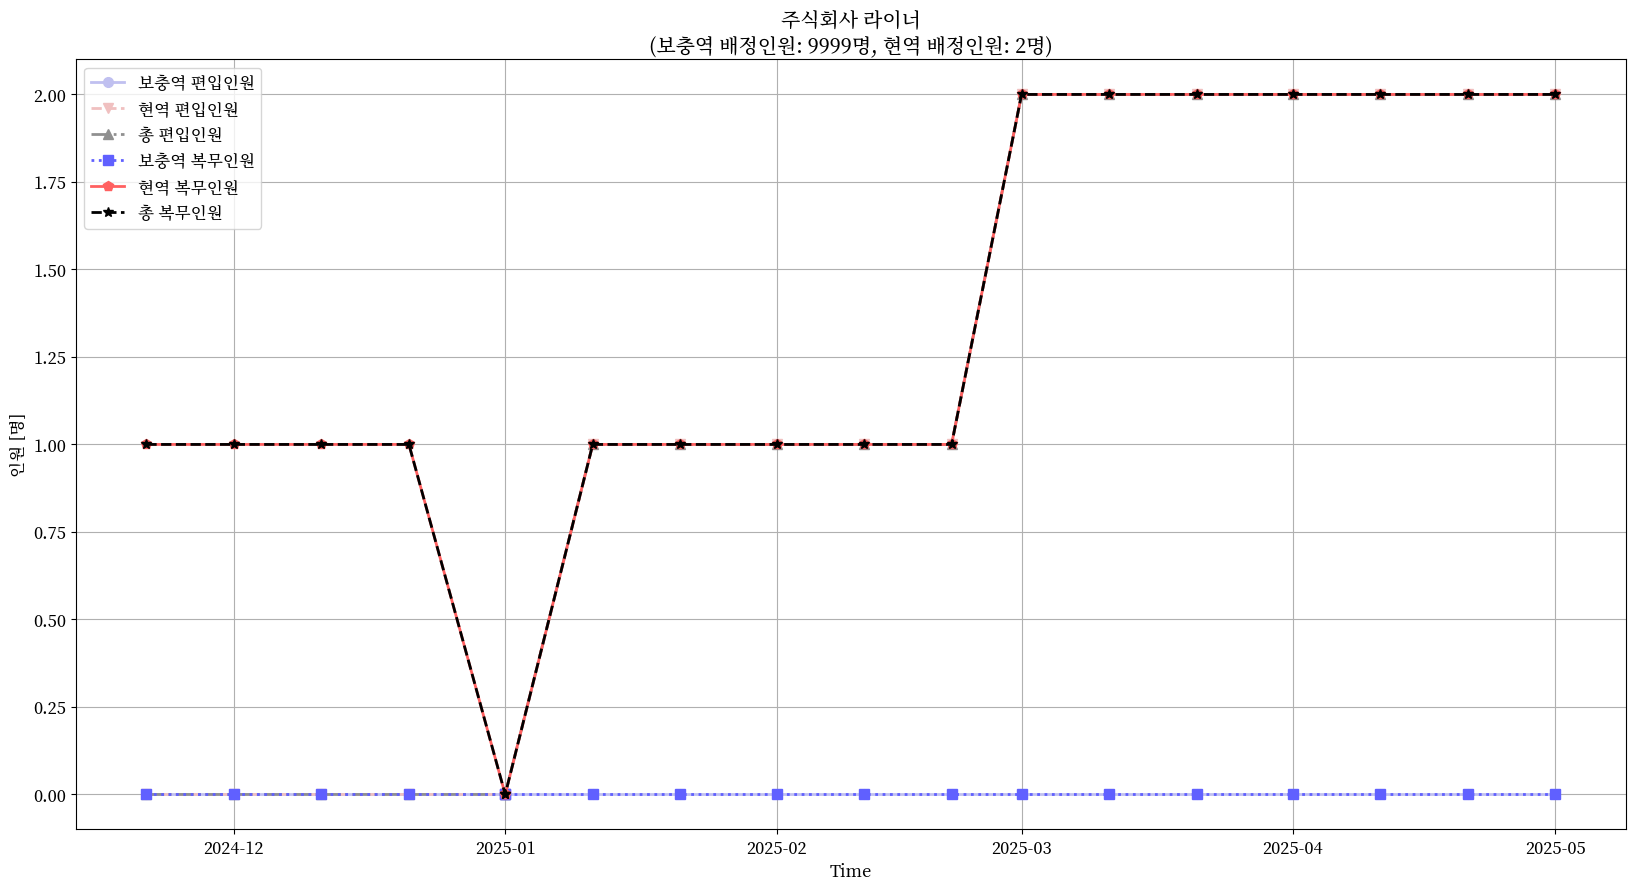 주식회사 라이너
(보충역 배정인원: 9999명, 현역 배정인원: 2명)
보충역 편입인원
현역 편입인원
총 편입인원
보충역 복무인원
현역 복무인원
총 복무인원
인원 [명]
2.00
1.75
1.50
1.25
1.00
0.75
0.50
0.25
0.00
2024-12
2025-01
2025-02
2025-03
2025-04
2025-05
Time